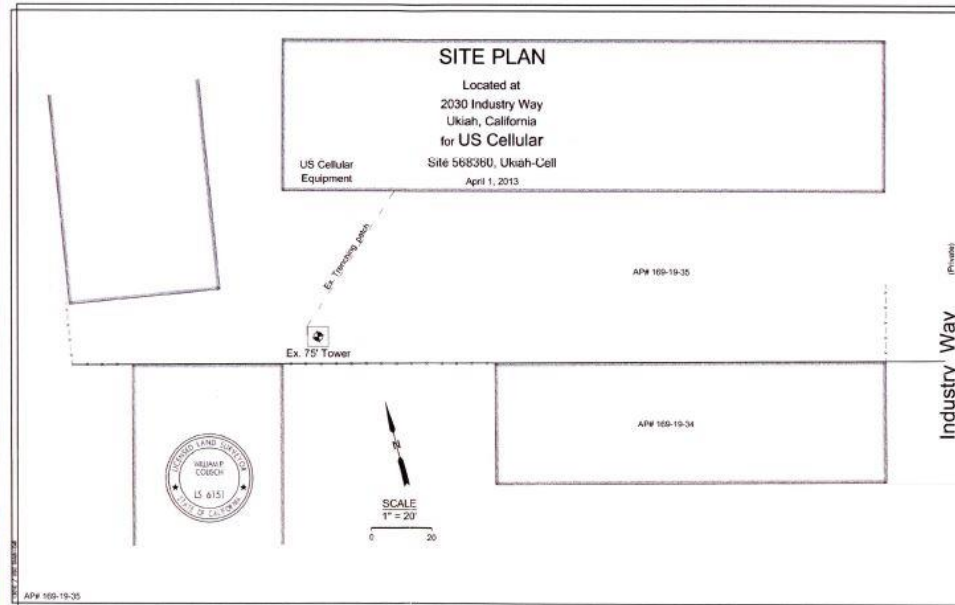 SITE PLAN
Located at
2030 Industry Way
Ukiah, California
for US Cellular
Site 568360, Ukiah-Cell
April 1, 2013
US Cellular
Equipment
Ex. Trenching patch
AP# 169-19-35
Industry Way
(Private)
Ex. 75' Tower
AP# 169-19-34
N
SCALE
1" = 20'
0 20
LICENSED LAND SURVEYOR
WILLIAM P
COLISCH
LS 6151
STATE OF CALIFORNIA
AP# 169-19-35